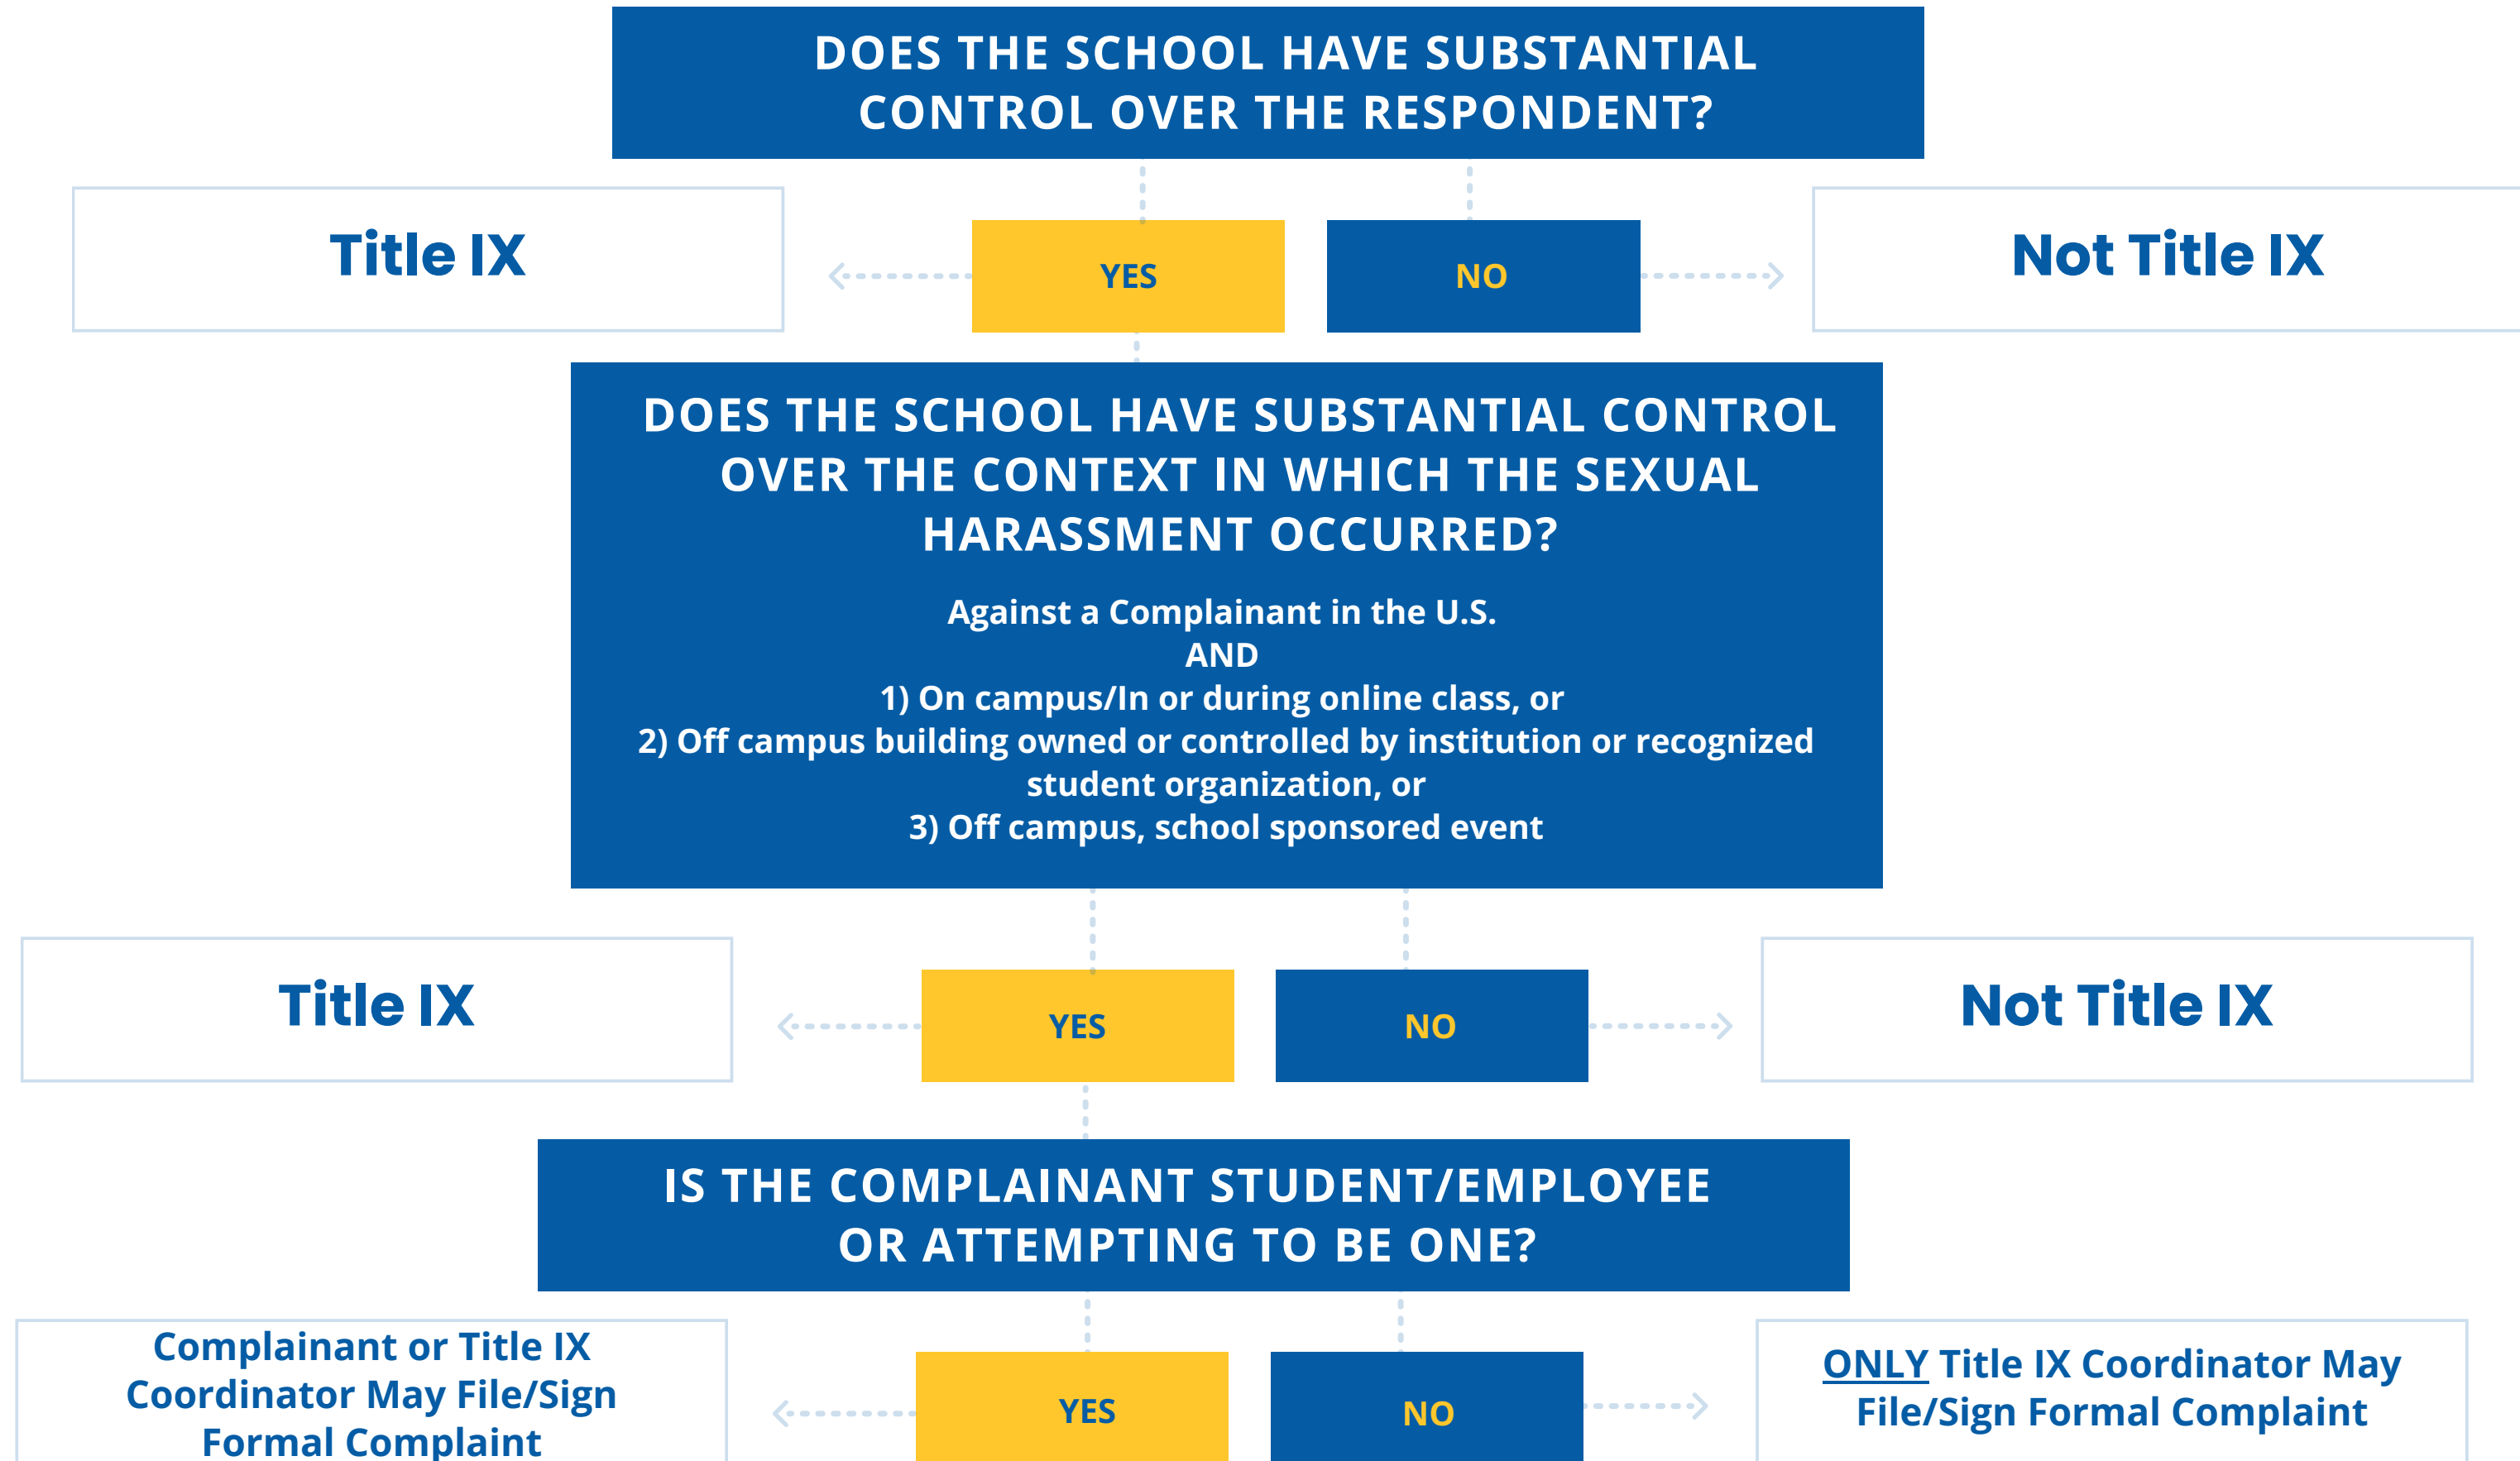 DOES THE SCHOOL HAVE SUBSTANTIAL
CONTROL OVER THE RESPONDENT?
Title IX
YES
NO
Not Title IX
DOES THE SCHOOL HAVE SUBSTANTIAL CONTROL
OVER THE CONTEXT IN WHICH THE SEXUAL
HARASSMENT OCCURRED?
Against a Complainant in the U.S.
AND
1) On campus/In or during online class, or
2) Off campus building owned or controlled by institution or recognized
student organization, or
3) Off campus, school sponsored event
Title IX
YES
NO
Not Title IX
IS THE COMPLAINANT STUDENT/EMPLOYEE
OR ATTEMPTING TO BE ONE?
Complainant or Title IX
Coordinator May File/Sign
Formal Complaint
YES
NO
ONLY Title IX Coordinator May
File/Sign Formal Complaint